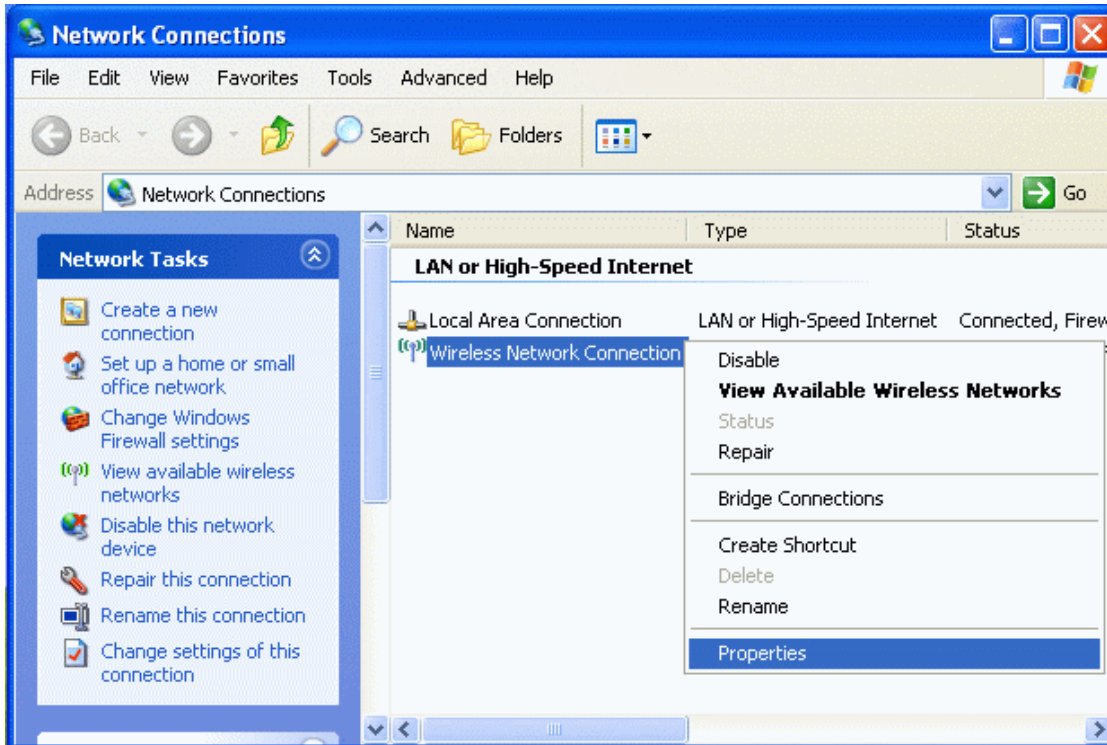 Network Connections
File Edit View Favorites Tools Advanced Help
Back Search Folders
Address Network Connections Go
Network Tasks
Create a new
connection
Set up a home or small
office network
Change Windows
Firewall settings
View available wireless
networks
Disable this network
device
Repair this connection
Rename this connection
Change settings of this
connection
Name Type Status
LAN or High-Speed Internet
Local Area Connection LAN or High-Speed Internet Connected, Firew
Wireless Network Connection
Disable
View Available Wireless Networks
Status
Repair
Bridge Connections
Create Shortcut
Delete
Rename
Properties